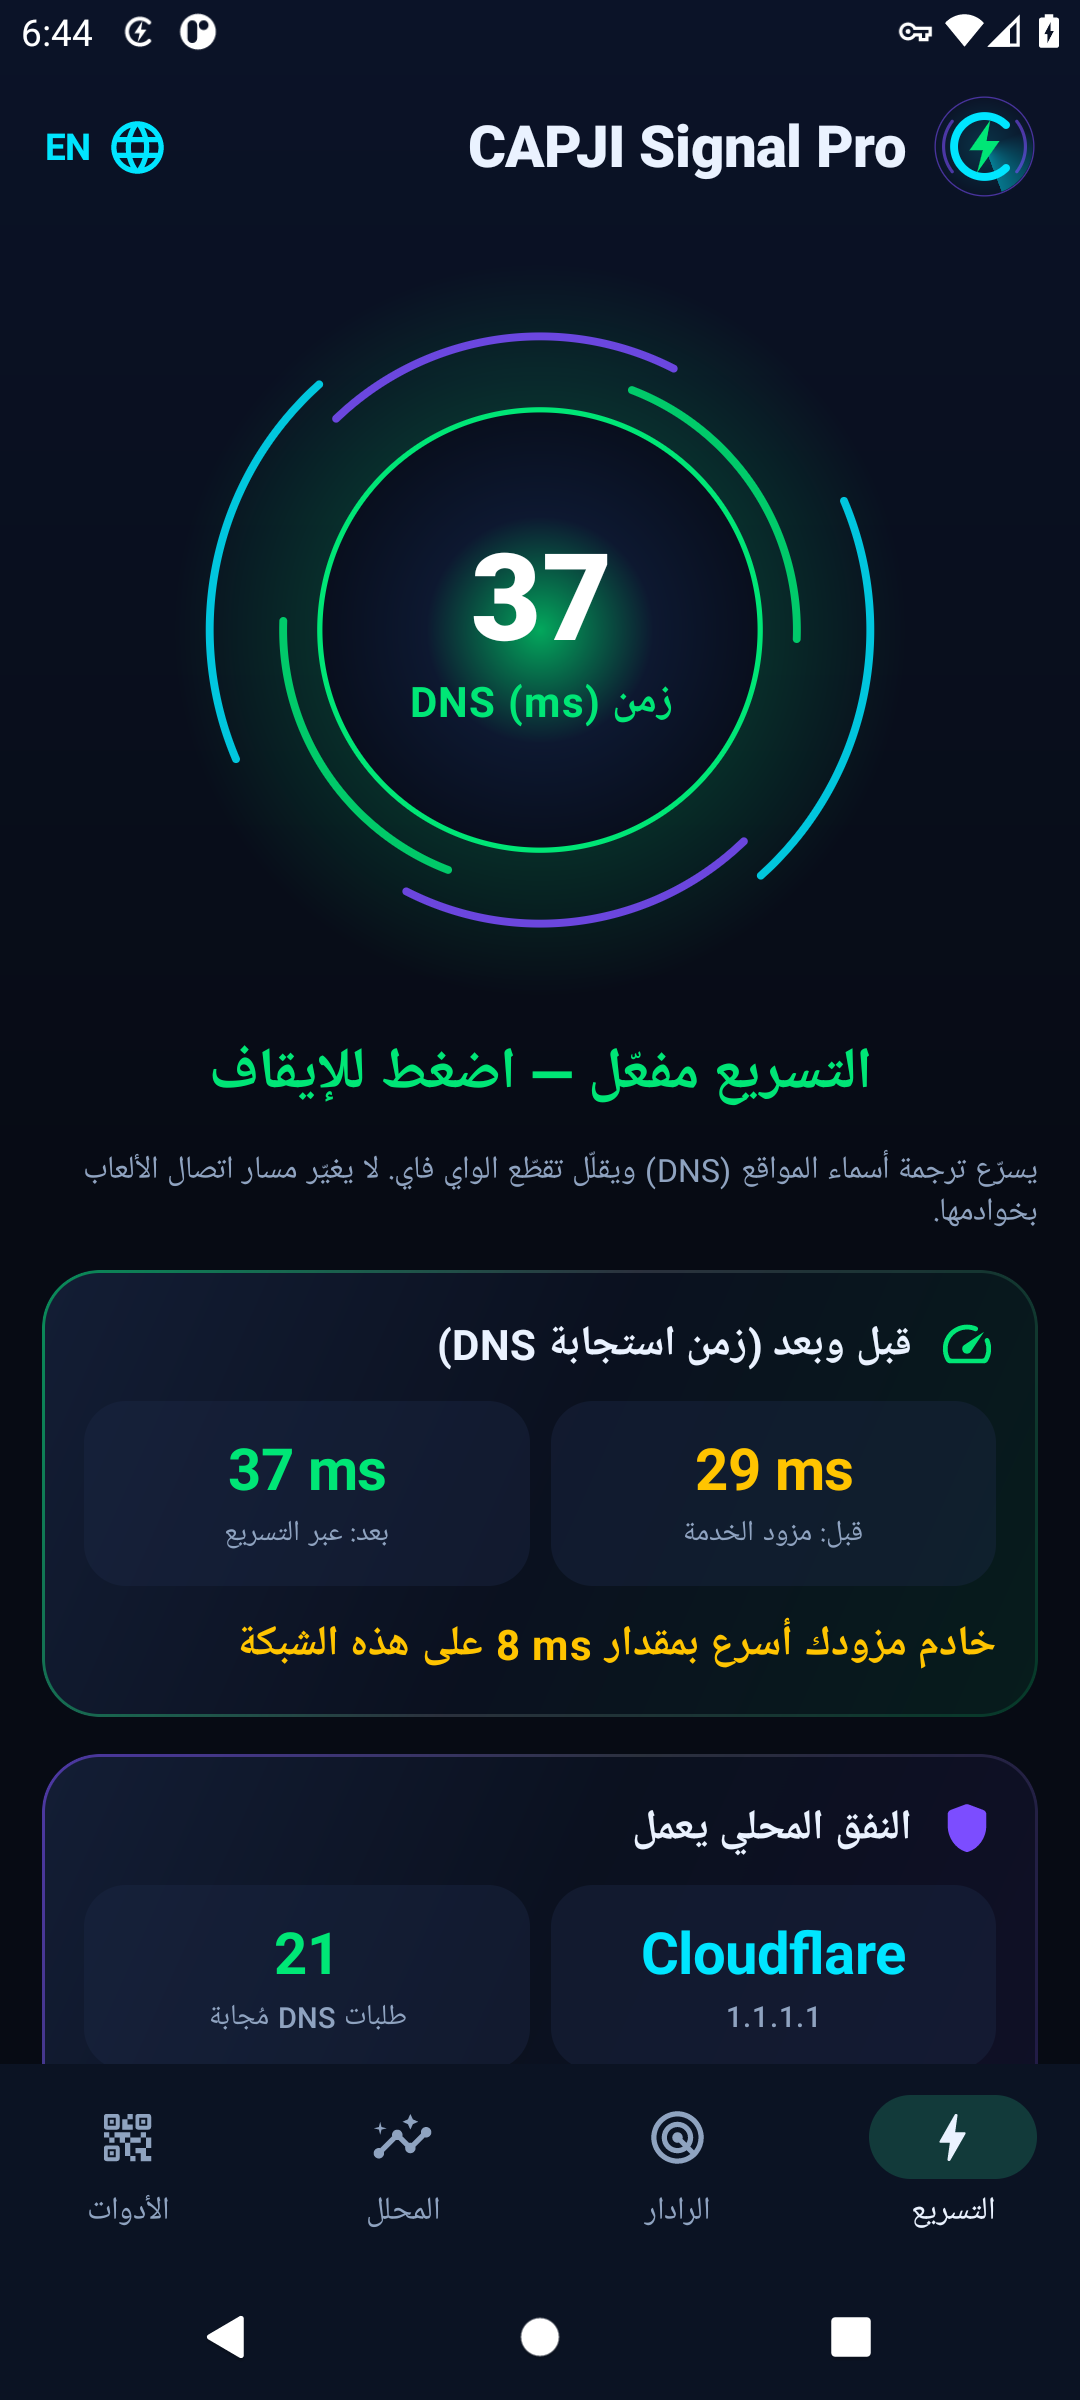 6:44
CAPJI Signal Pro
EN
37
زمن DNS (ms)
التسريع مفعّل — اضغط للإيقاف
يسرّع ترجمة أسماء المواقع (DNS) ويقلّل تقطّع الواي فاي. لا يغيّر مسار اتصال الألعاب
بخوادمها.
قبل وبعد (زمن استجابة DNS)
29 ms
قبل: مزود الخدمة
37 ms
بعد: عبر التسريع
خادم مزودك أسرع بمقدار 8 ms على هذه الشبكة
النفق المحلي يعمل
Cloudflare
1.1.1.1
21
طلبات DNS مُجابة
التسريع
الرادار
المحلل
الأدوات